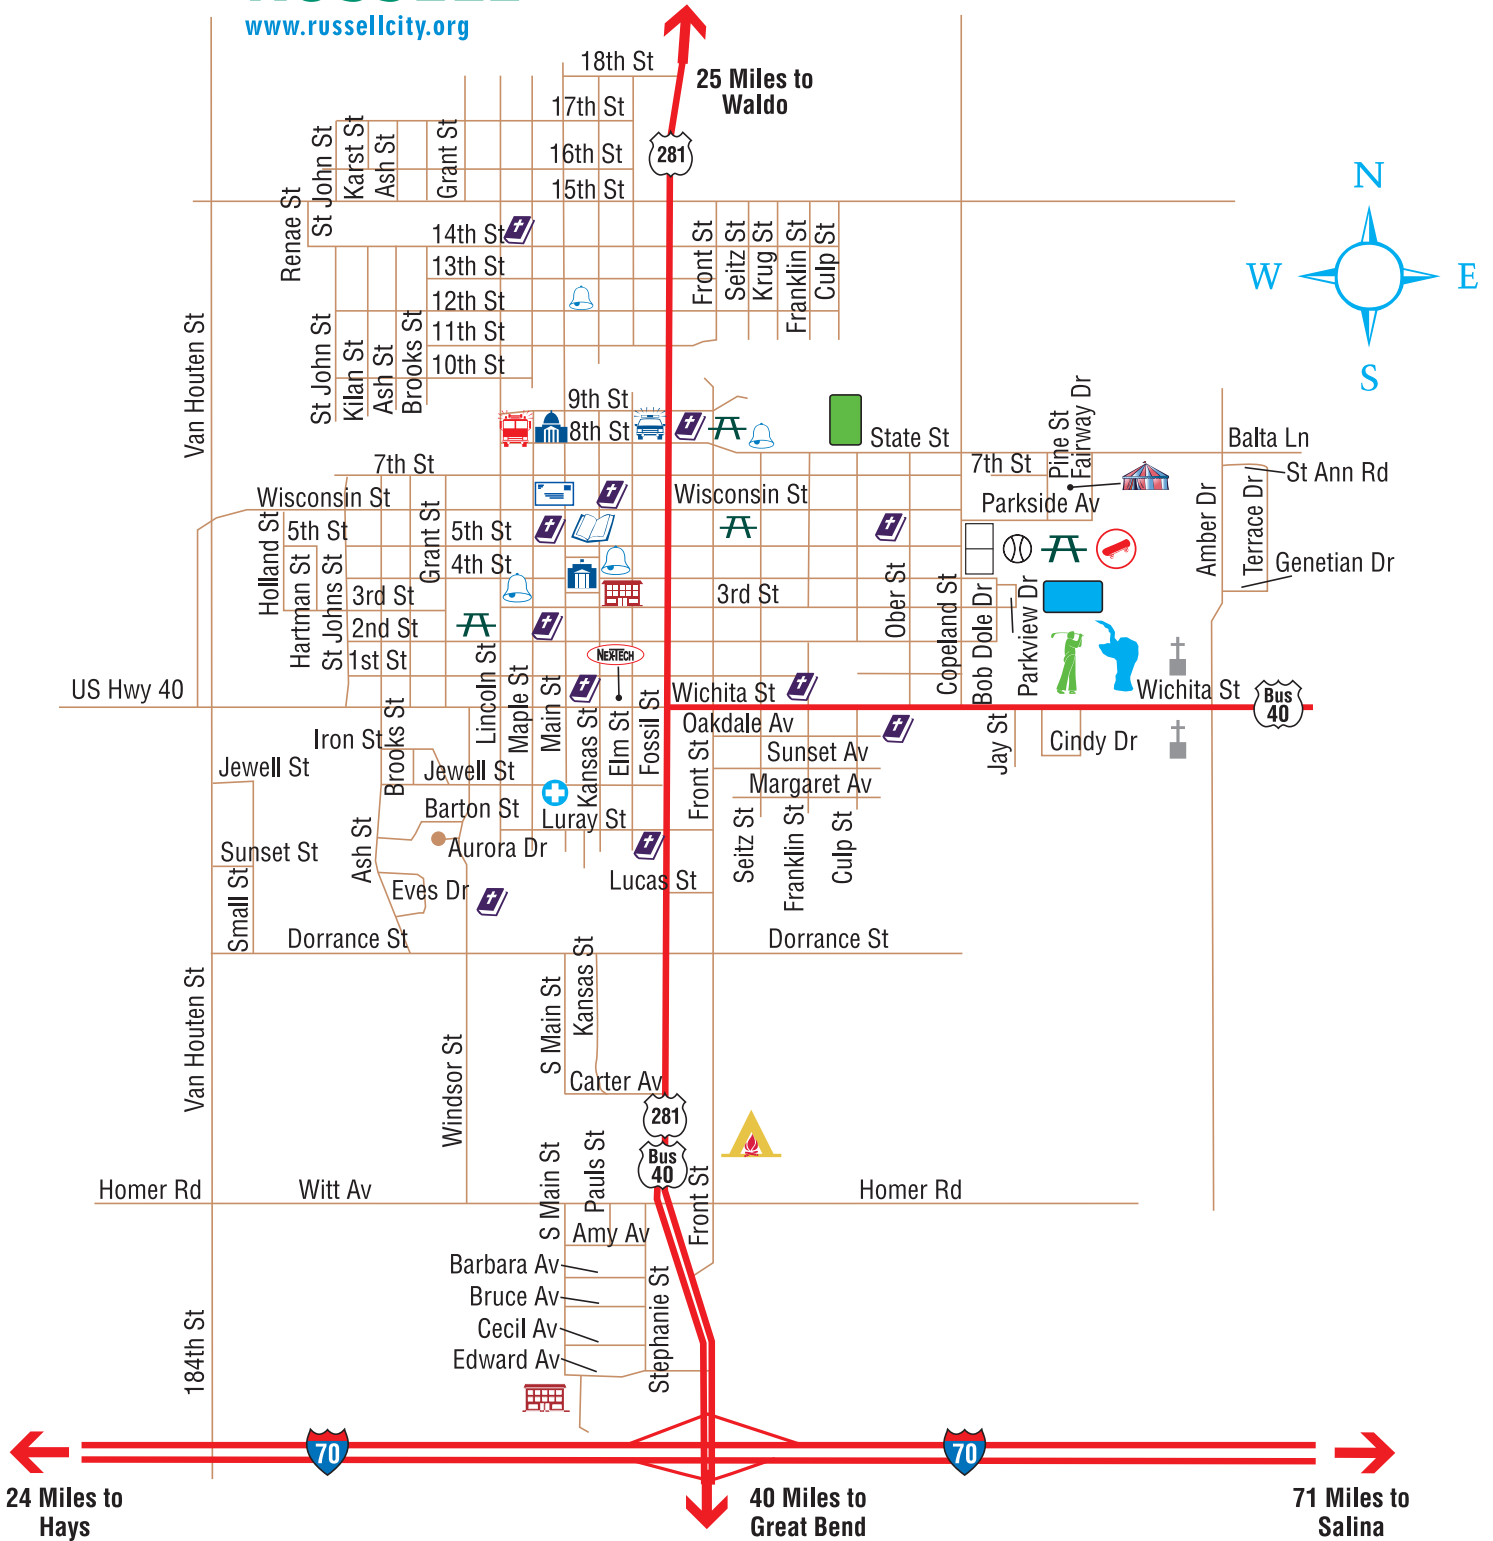 www.russellcity.org
18th St
25 Miles to
Waldo
17th St
281
16th St
15th St
St John St
Karst St
Ash St
Grant St
Renae St
14th St
13th St
12th St
11th St
10th St
Front St
Seitz St
Krug St
Franklin St
Culp St
N
W
E
S
Van Houten St
St John St
Kilan St
Ash St
Brooks St
9th St
8th St
State St
7th St
7th St
Pine St
Fairway Dr
Balta Ln
St Ann Rd
Wisconsin St
Wisconsin St
Parkside Av
Amber Dr
Terrace Dr
Genetian Dr
5th St
5th St
Grant St
4th St
Holland St
Hartman St
St Johns St
3rd St
3rd St
2nd St
1st St
Ober St
Copeland St
Bob Dole Dr
Parkview Dr
NEX-TECH
US Hwy 40
Wichita St
Wichita St
Bus
40
Lincoln St
Maple St
Main St
Kansas St
Elm St
Fossil St
Front St
Oakdale Av
Sunset Av
Margaret Av
Jay St
Cindy Dr
Iron St
Brooks St
Jewell St
Jewell St
Barton St
Luray St
Aurora Dr
Ash St
Sunset St
Small St
Eves Dr
Lucas St
Seitz St
Franklin St
Culp St
Dorrance St
Dorrance St
Van Houten St
Windsor St
S Main St
Kansas St
Carter Av
281
Bus
40
Homer Rd
Witt Av
S Main St
Pauls St
Front St
Homer Rd
Amy Av
Barbara Av
Bruce Av
Cecil Av
Edward Av
Stephanie St
184th St
70
70
24 Miles to
Hays
40 Miles to
Great Bend
71 Miles to
Salina